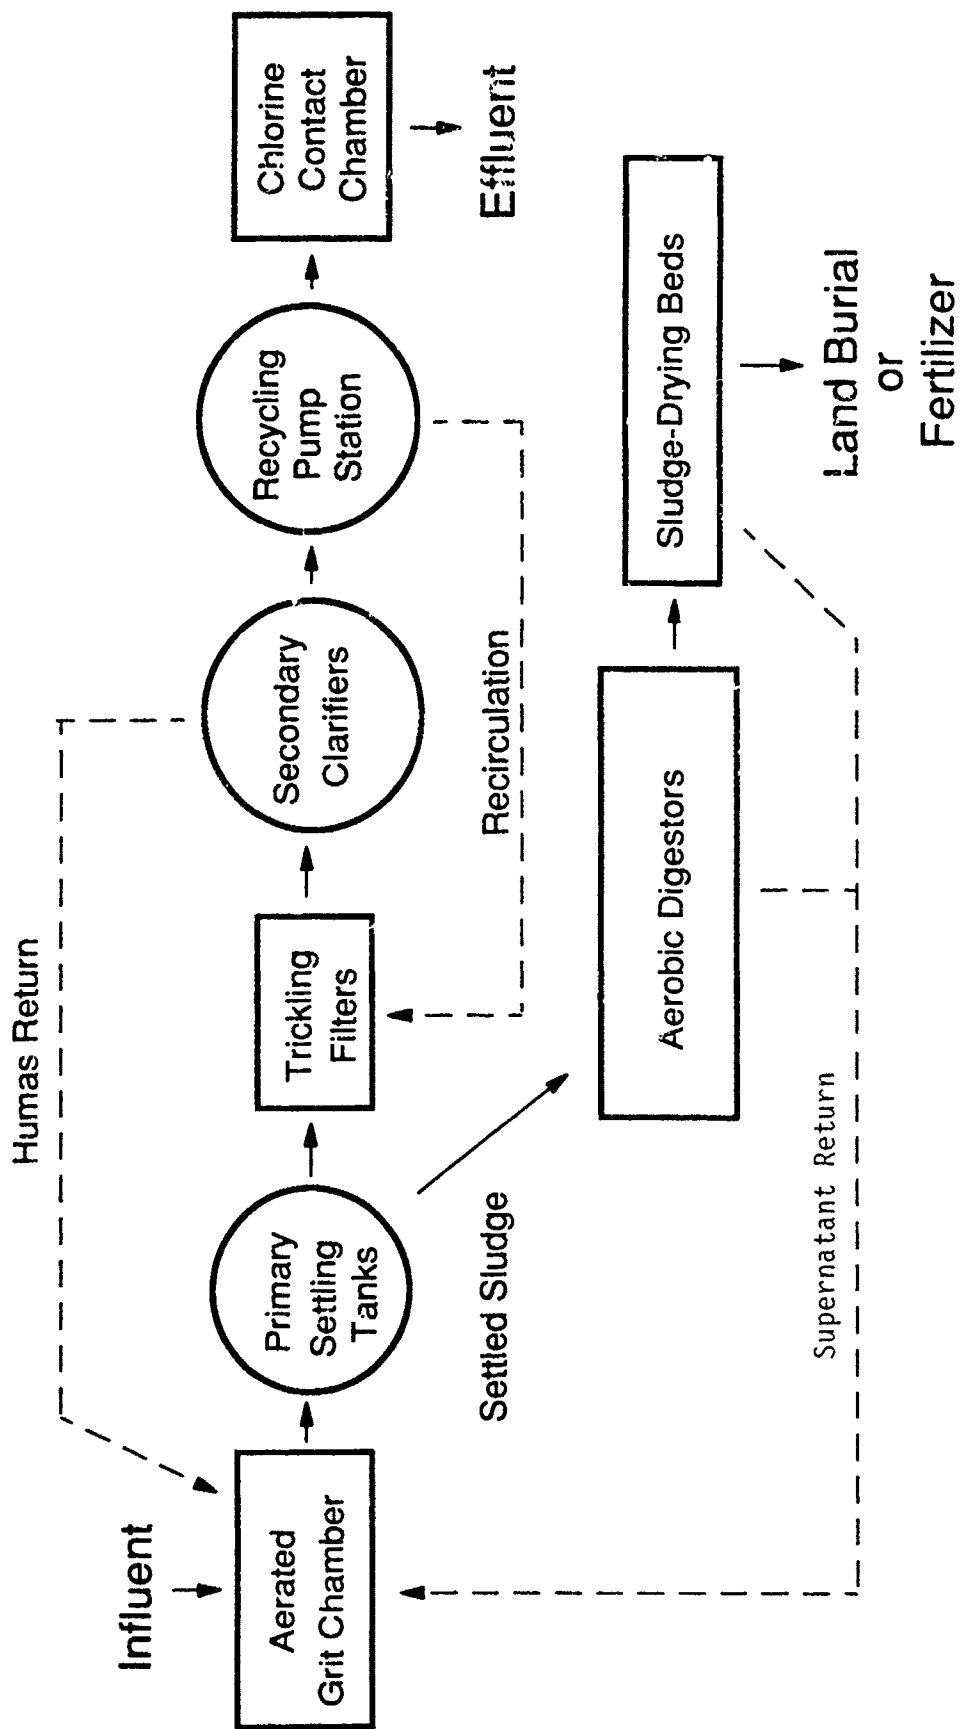 Humas Return
Influent
Aerated
Grit Chamber
Primary
Settling
Tanks
Trickling
Filters
Secondary
Clarifiers
Recycling
Pump
Station
Chlorine
Contact
Chamber
Recirculation
Effluent
Settled Sludge
Aerobic Digestors
Sludge-Drying Beds
Supernatant Return
Land Burial
or
Fertilizer